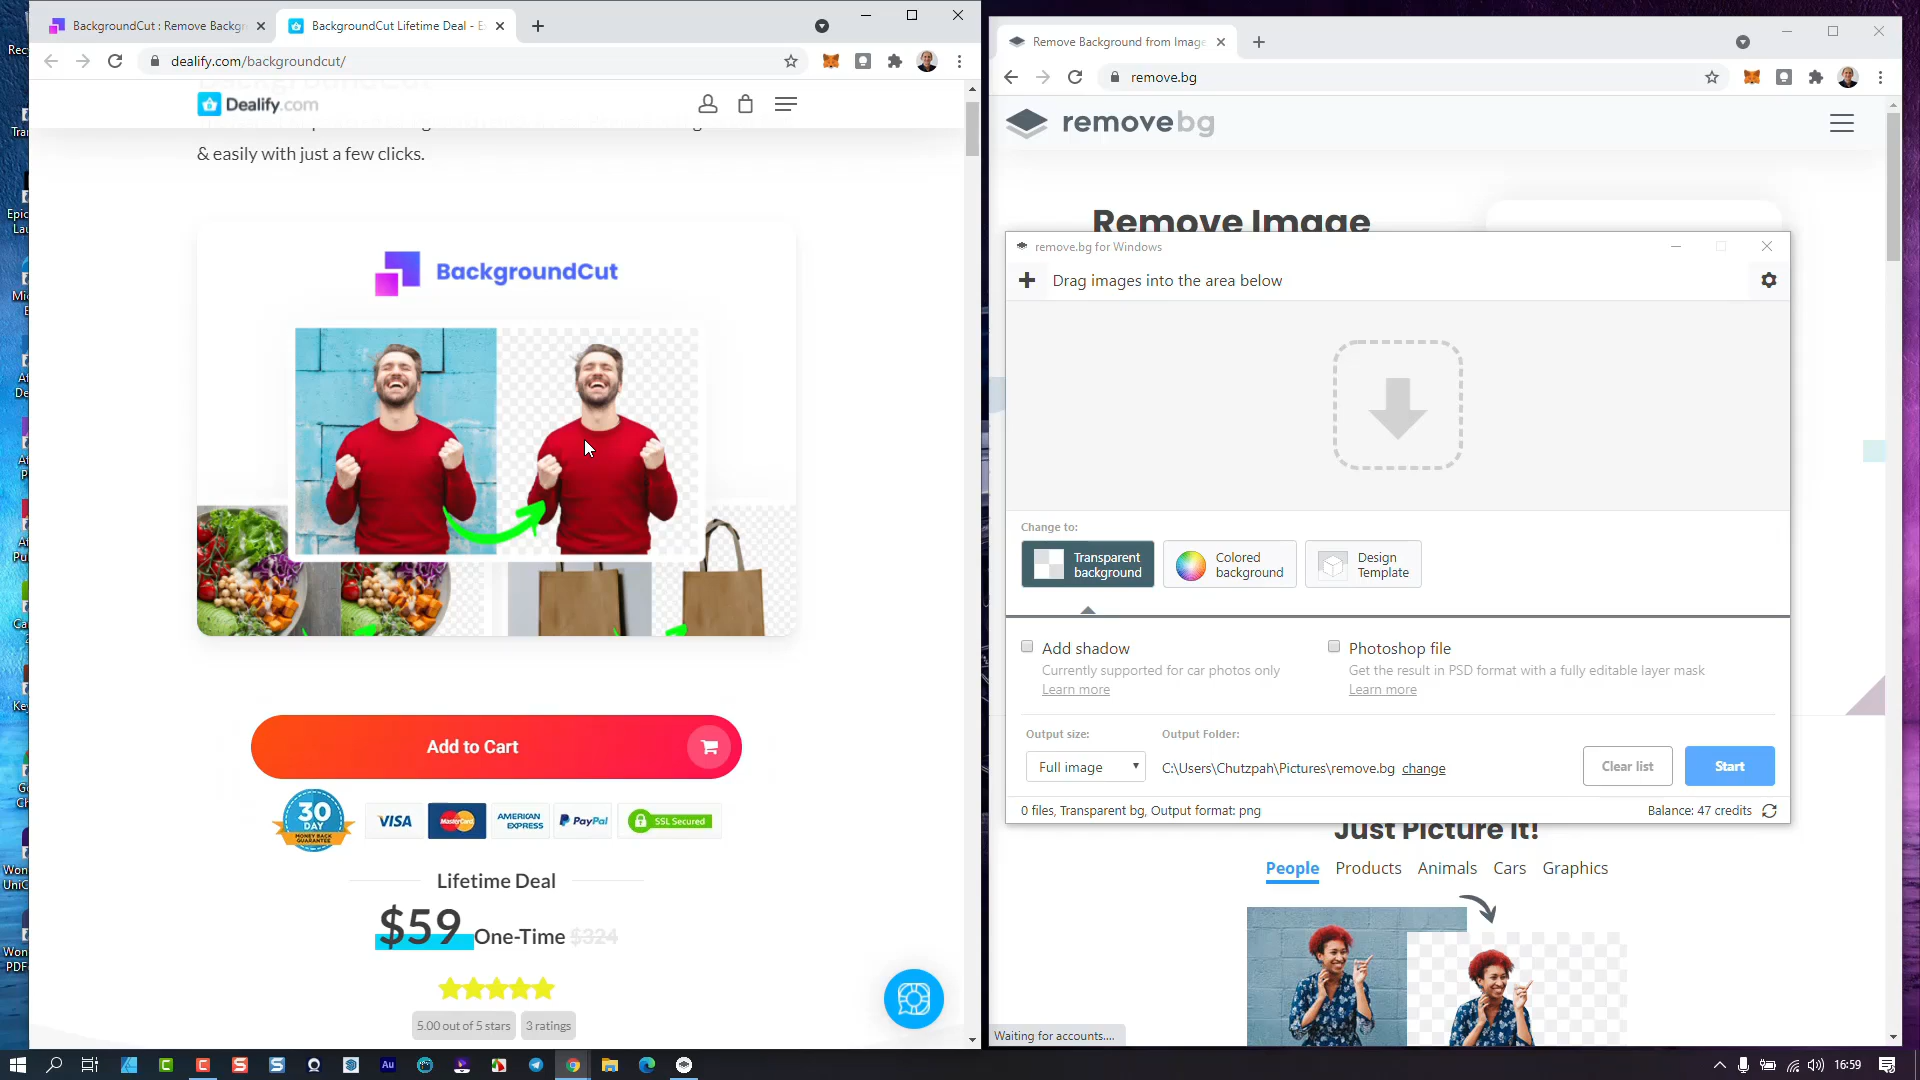 BackgroundCut : Remove Backgr
BackgroundCut Lifetime Deal - E
dealify.com/backgroundcut/
Dealify.com
& easily with just a few clicks.
BackgroundCut
Add to Cart
30
DAY
MONEY BACK
GUARANTEE
VISA
MasterCard
AMERICAN
EXPRESS
PayPal
SSL Secured
Lifetime Deal
$59 One-Time $324
5.00 out of 5 stars
3 ratings
Remove Background from Image
remove.bg
removebg
Remove Image
remove.bg for Windows
Drag images into the area below
Change to:
Transparent
background
Colored
background
Design
Template
Add shadow
Currently supported for car photos only
Learn more
Photoshop file
Get the result in PSD format with a fully editable layer mask
Learn more
Output size:
Full image
Output Folder:
C:\Users\Chutzpah\Pictures\remove.bg change
Clear list
Start
0 files, Transparent bg, Output format: png
Balance: 47 credits
Just Picture It!
People
Products
Animals
Cars
Graphics
Waiting for accounts....
Au
16:59